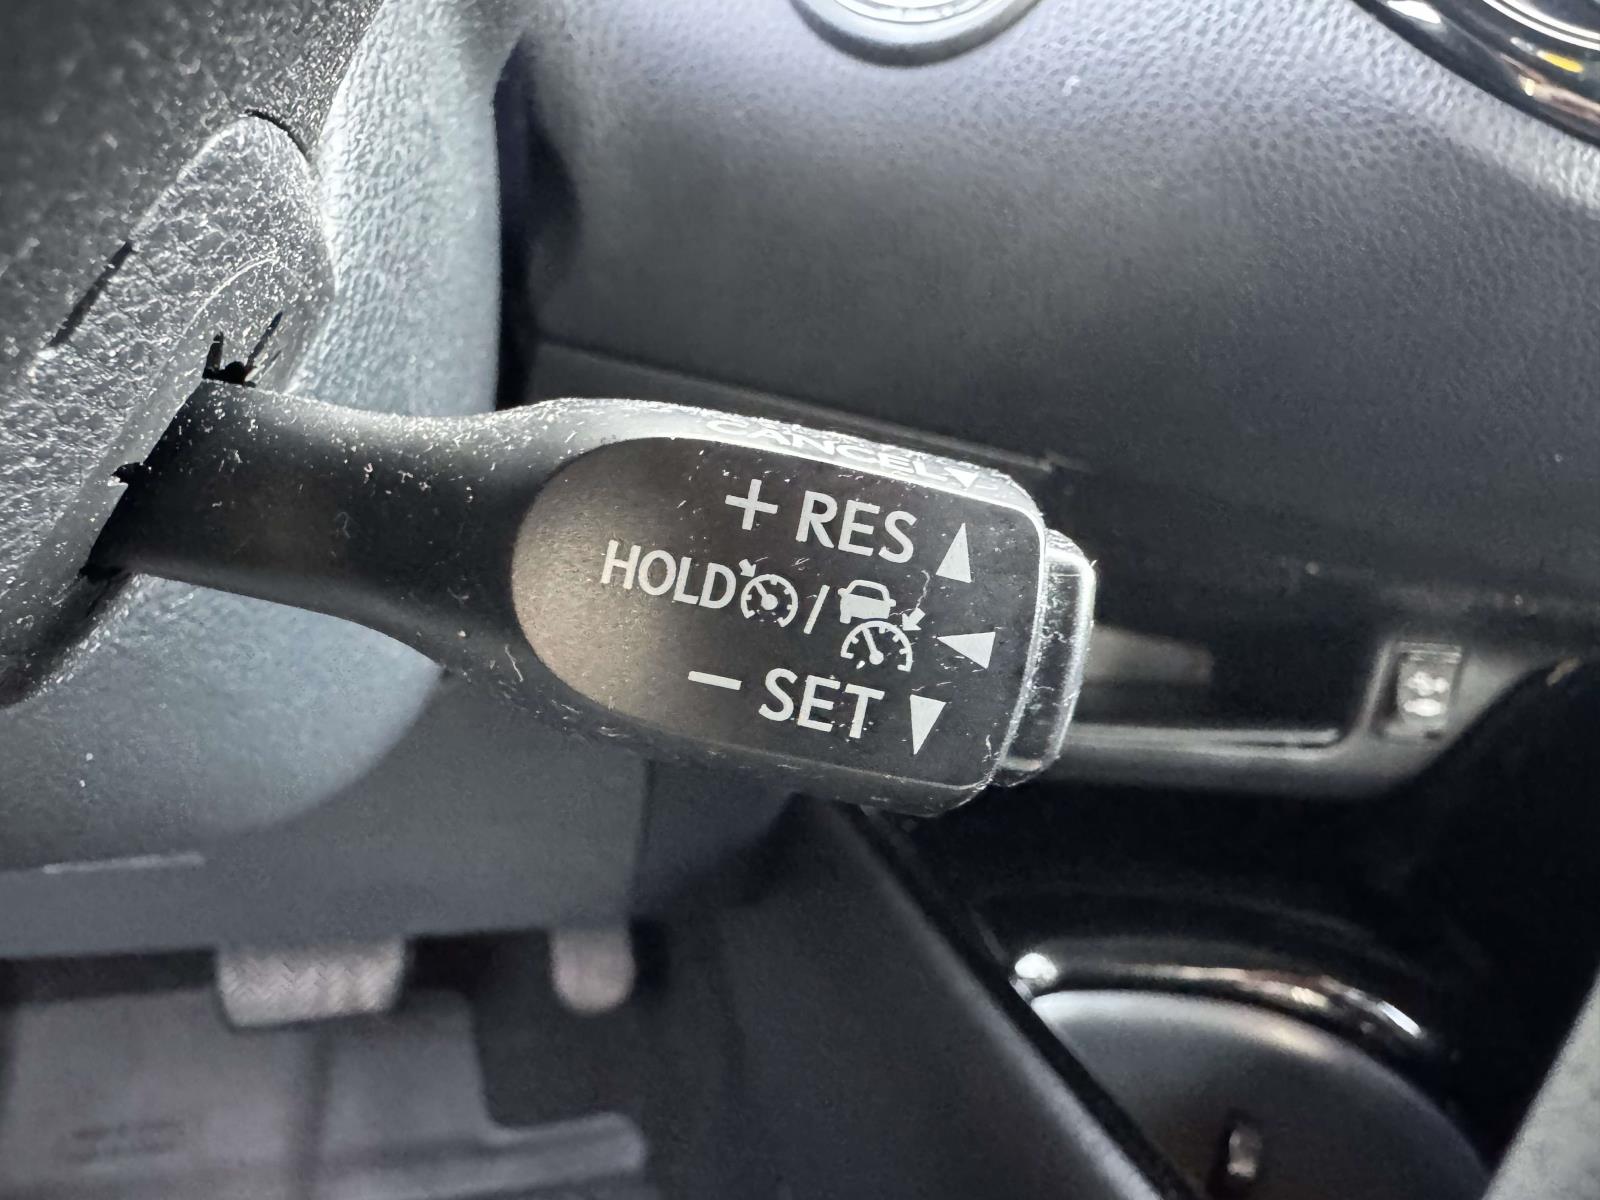 CANCEL
+ RES
HOLD /
− SET